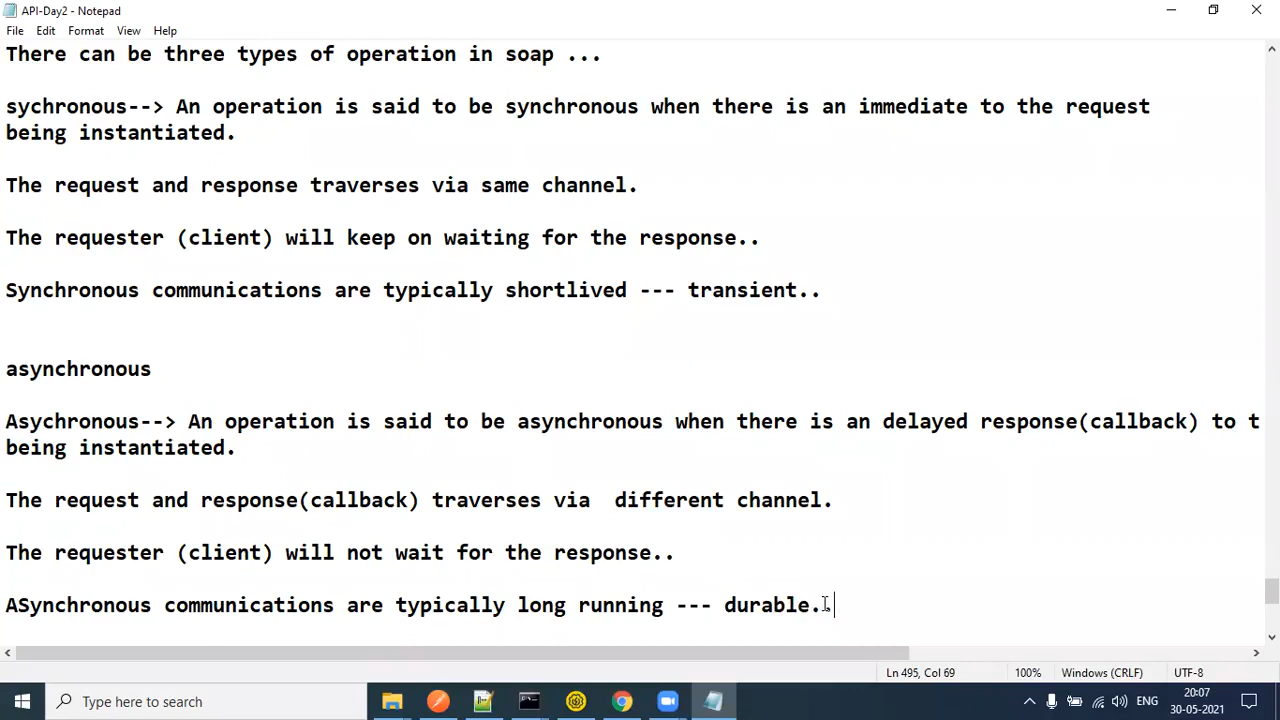 API-Day2 - Notepad
File Edit Format View Help
There can be three types of operation in soap ...
sychronous--> An operation is said to be synchronous when there is an immediate to the request
being instantiated.
The request and response traverses via same channel.
The requester (client) will keep on waiting for the response..
Synchronous communications are typically shortlived --- transient..
asynchronous
Asychronous--> An operation is said to be asynchronous when there is an delayed response(callback) to t
being instantiated.
The request and response(callback) traverses via  different channel.
The requester (client) will not wait for the response..
ASynchronous communications are typically long running --- durable..
Ln 495, Col 69 100% Windows (CRLF) UTF-8
Type here to search
ENG
20:07
30-05-2021